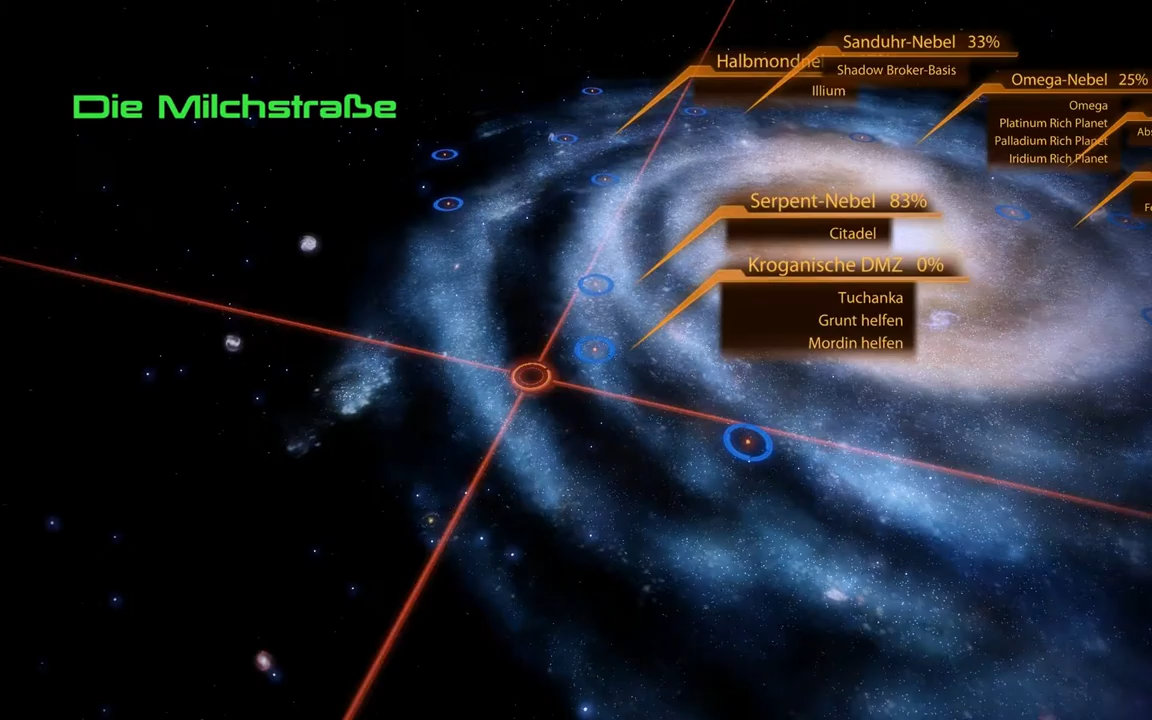 Die Milchstraße
Sanduhr-Nebel 33%
Shadow Broker-Basis
Illium
Omega-Nebel 25%
Omega
Platinum Rich Planet
Palladium Rich Planet
Iridium Rich Planet
Serpent-Nebel 83%
Citadel
Kroganische DMZ 0%
Tuchanka
Grunt helfen
Mordin helfen